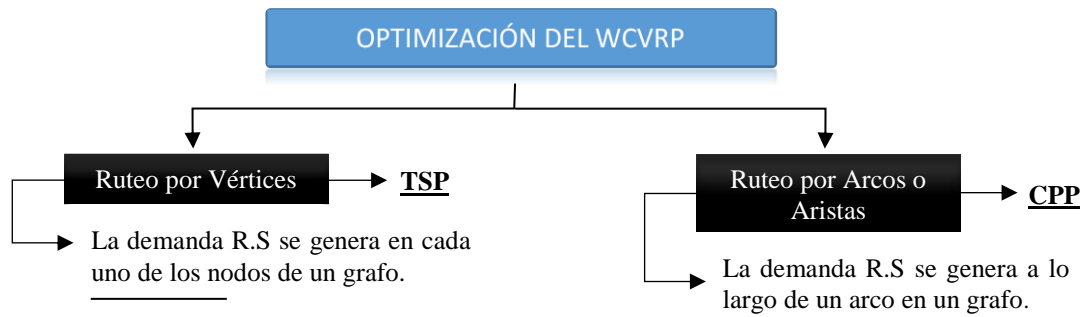 OPTIMIZACIÓN DEL WCVRP
Ruteo por Vértices
TSP
La demanda R.S se genera en cada
uno de los nodos de un grafo.
Ruteo por Arcos o
Aristas
CPP
La demanda R.S se genera a lo
largo de un arco en un grafo.